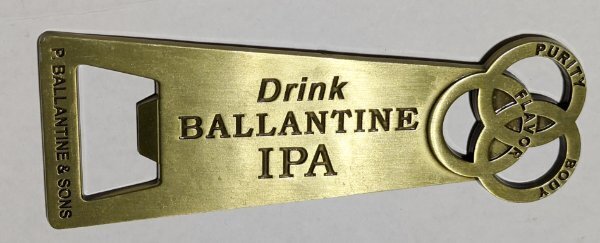 P. BALLANTINE & SONS
Drink
BALLANTINE
IPA
PURITY
FLAVOR
BODY